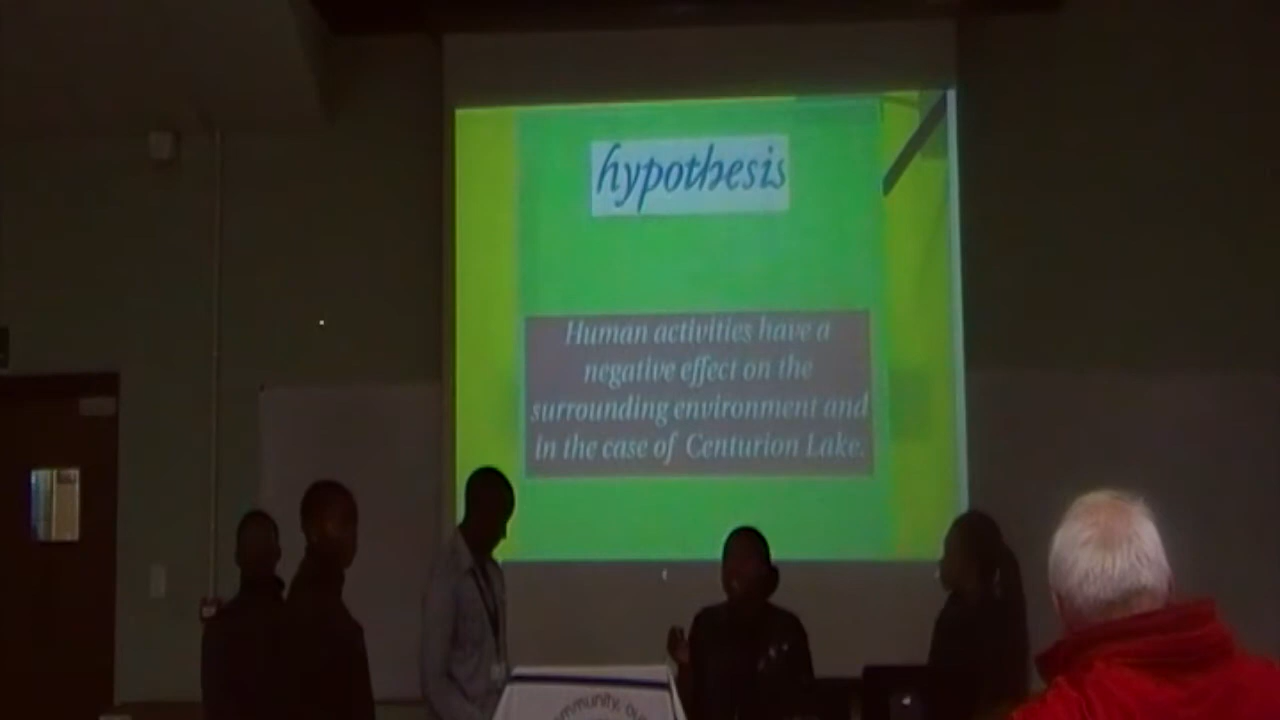 hypothesis
Human activities have a
negative effect on the
surrounding environment and
in the case of Centurion Lake.